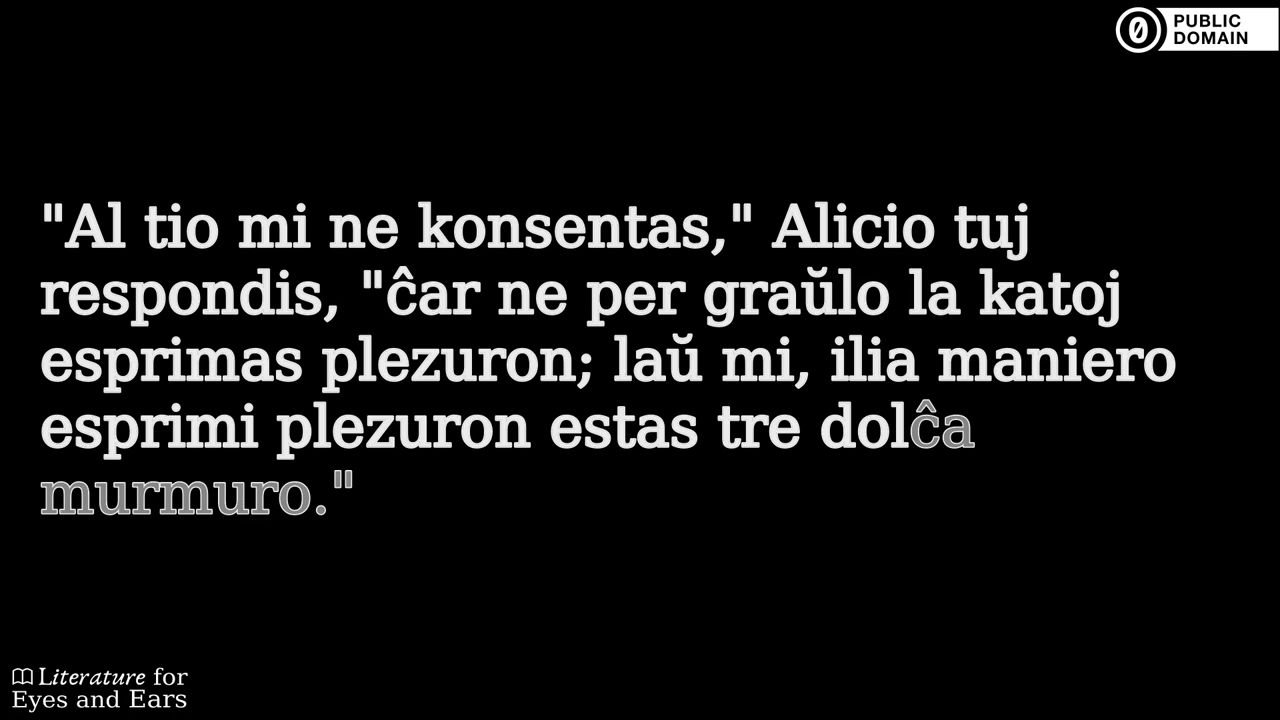 PUBLIC
DOMAIN
"Al tio mi ne konsentas," Alicio tuj
respondis, "ĉar ne per graŭlo la katoj
esprimas plezuron; laŭ mi, ilia maniero
esprimi plezuron estas tre dolĉa
murmuro."
Literature for
Eyes and Ears